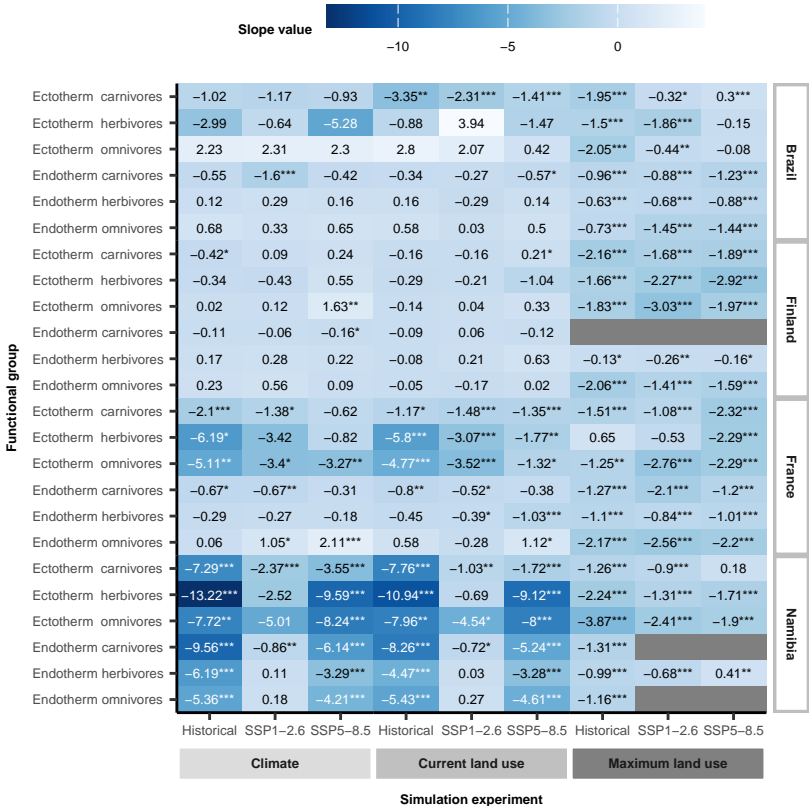 Slope value
−10 −5 0
Ectotherm carnivores −1.02 −1.17 −0.93 −3.35** −2.31*** −1.41*** −1.95*** −0.32* 0.3***
Ectotherm herbivores −2.99 −0.64 −5.28 −0.88 3.94 −1.47 −1.5*** −1.86*** −0.15
Ectotherm omnivores 2.23 2.31 2.3 2.8 2.07 0.42 −2.05*** −0.44** −0.08
Endotherm carnivores −0.55 −1.6*** −0.42 −0.34 −0.27 −0.57* −0.96*** −0.88*** −1.23***
Endotherm herbivores 0.12 0.29 0.16 0.16 −0.29 0.14 −0.63*** −0.68*** −0.88***
Endotherm omnivores 0.68 0.33 0.65 0.58 0.03 0.5 −0.73*** −1.45*** −1.44***
Brazil
Ectotherm carnivores −0.42* 0.09 0.24 −0.16 −0.16 0.21* −2.16*** −1.68*** −1.89***
Ectotherm herbivores −0.34 −0.43 0.55 −0.29 −0.21 −1.04 −1.66*** −2.27*** −2.92***
Ectotherm omnivores 0.02 0.12 1.63** −0.14 0.04 0.33 −1.83*** −3.03*** −1.97***
Endotherm carnivores −0.11 −0.06 −0.16* −0.09 0.06 −0.12
Endotherm herbivores 0.17 0.28 0.22 −0.08 0.21 0.63 −0.13* −0.26** −0.16*
Endotherm omnivores 0.23 0.56 0.09 −0.05 −0.17 0.02 −2.06*** −1.41*** −1.59***
Finland
Ectotherm carnivores −2.1*** −1.38* −0.62 −1.17* −1.48*** −1.35*** −1.51*** −1.08*** −2.32***
Ectotherm herbivores −6.19* −3.42 −0.82 −5.8*** −3.07*** −1.77** 0.65 −0.53 −2.29***
Ectotherm omnivores −5.11** −3.4* −3.27** −4.77*** −3.52*** −1.32* −1.25** −2.76*** −2.29***
Endotherm carnivores −0.67* −0.67** −0.31 −0.8** −0.52* −0.38 −1.27*** −2.1*** −1.2***
Endotherm herbivores −0.29 −0.27 −0.18 −0.45 −0.39* −1.03*** −1.1*** −0.84*** −1.01***
Endotherm omnivores 0.06 1.05* 2.11*** 0.58 −0.28 1.12* −2.17*** −2.56*** −2.2***
France
Ectotherm carnivores −7.29*** −2.37*** −3.55*** −7.76*** −1.03** −1.72*** −1.26*** −0.9*** 0.18
Ectotherm herbivores −13.22*** −2.52 −9.59*** −10.94*** −0.69 −9.12*** −2.24*** −1.31*** −1.71***
Ectotherm omnivores −7.72** −5.01 −8.24*** −7.96** −4.54* −8*** −3.87*** −2.41*** −1.9***
Endotherm carnivores −9.56*** −0.86** −6.14*** −8.26*** −0.72* −5.24*** −1.31***
Endotherm herbivores −6.19*** 0.11 −3.29*** −4.47*** 0.03 −3.28*** −0.99*** −0.68*** 0.41**
Endotherm omnivores −5.36*** 0.18 −4.21*** −5.43*** 0.27 −4.61*** −1.16***
Namibia
Functional group
Historical SSP1−2.6 SSP5−8.5 Historical SSP1−2.6 SSP5−8.5 Historical SSP1−2.6 SSP5−8.5
Climate Current land use Maximum land use
Simulation experiment